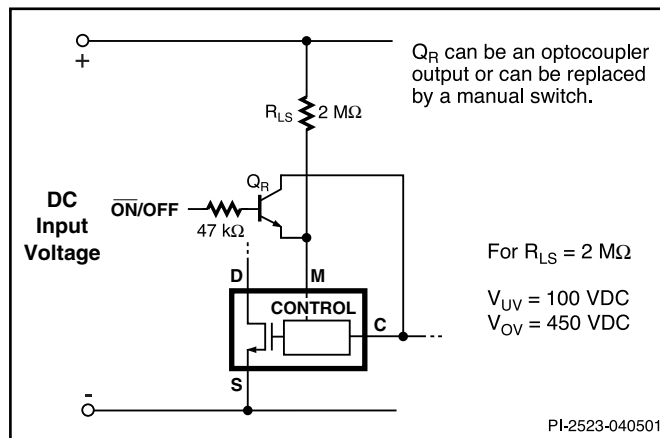 +
Q_R can be an optocoupler
output or can be replaced
by a manual switch.
R_LS 2 MΩ
Q_R
DC
Input
Voltage
O̅N̅/OFF
47 kΩ
For R_LS = 2 MΩ
D M
CONTROL
C
V_UV = 100 VDC
V_OV = 450 VDC
S
-
PI-2523-040501